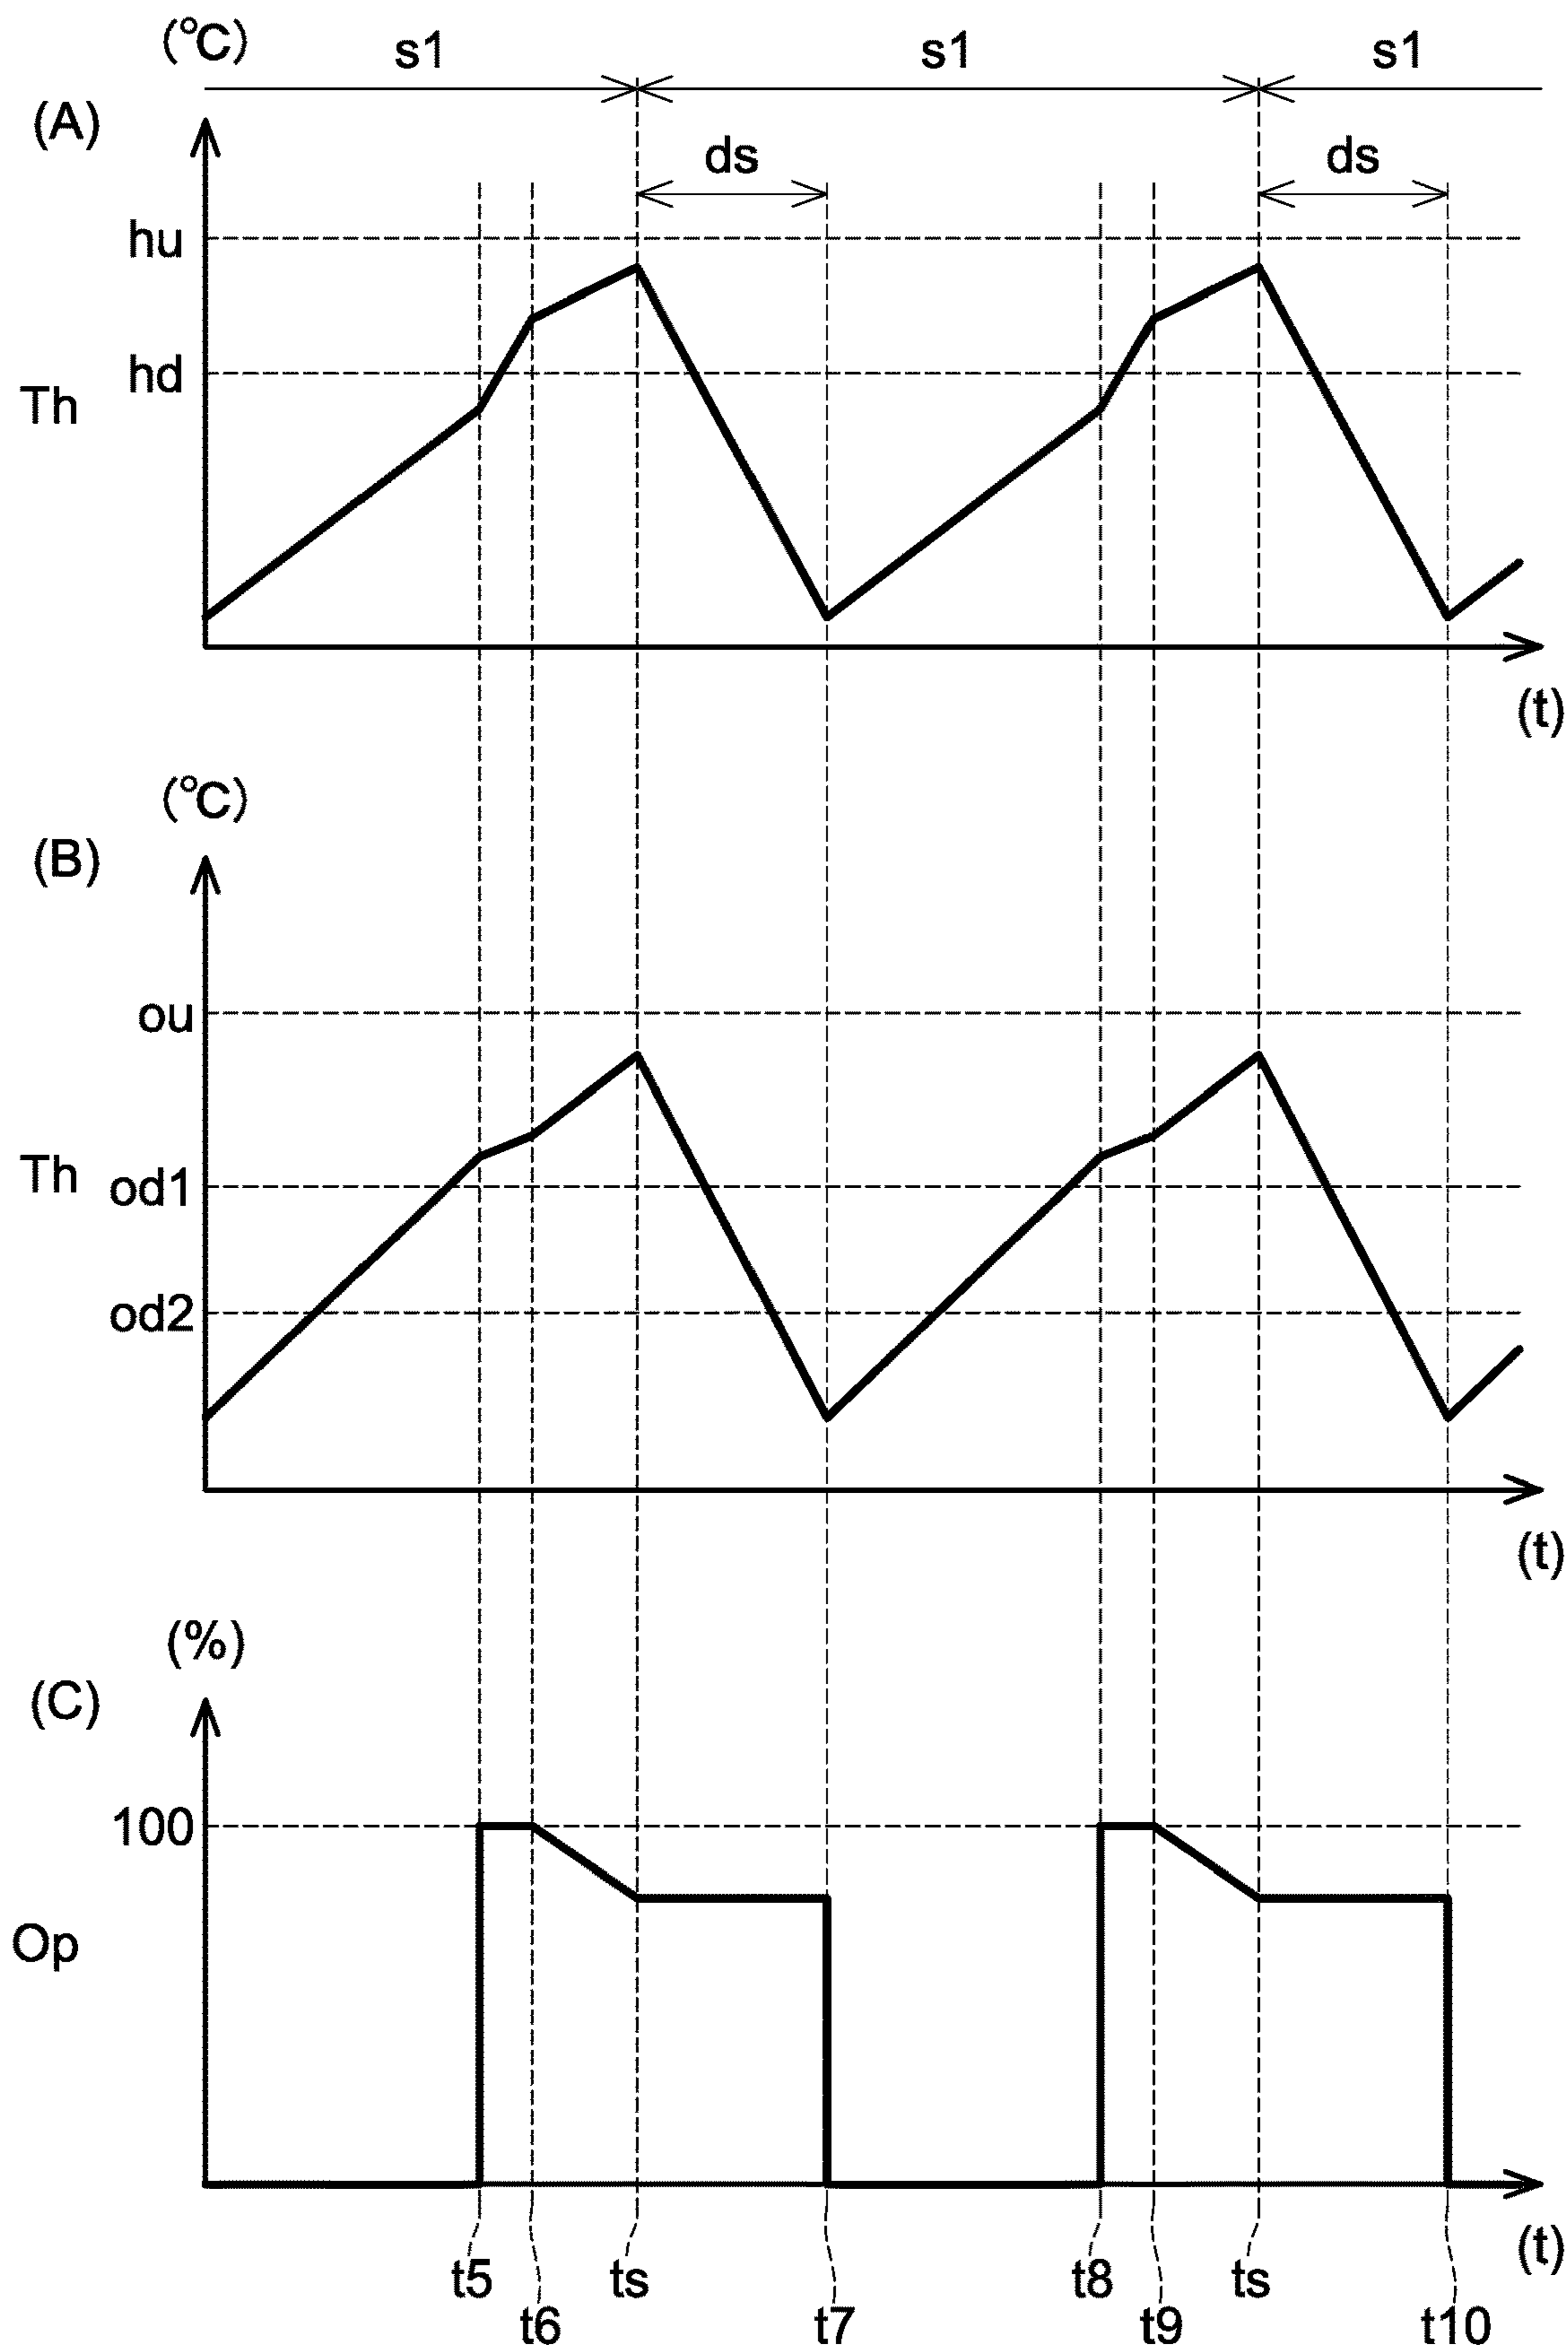 (℃)
s1 s1 s1
(A)
ds ds
hu
hd
Th
(t)
(℃)
(B)
ou
Th
od1
od2
(t)
(%)
(C)
100
Op
(t)
t5 ts t8 ts
t6 t7 t9 t10